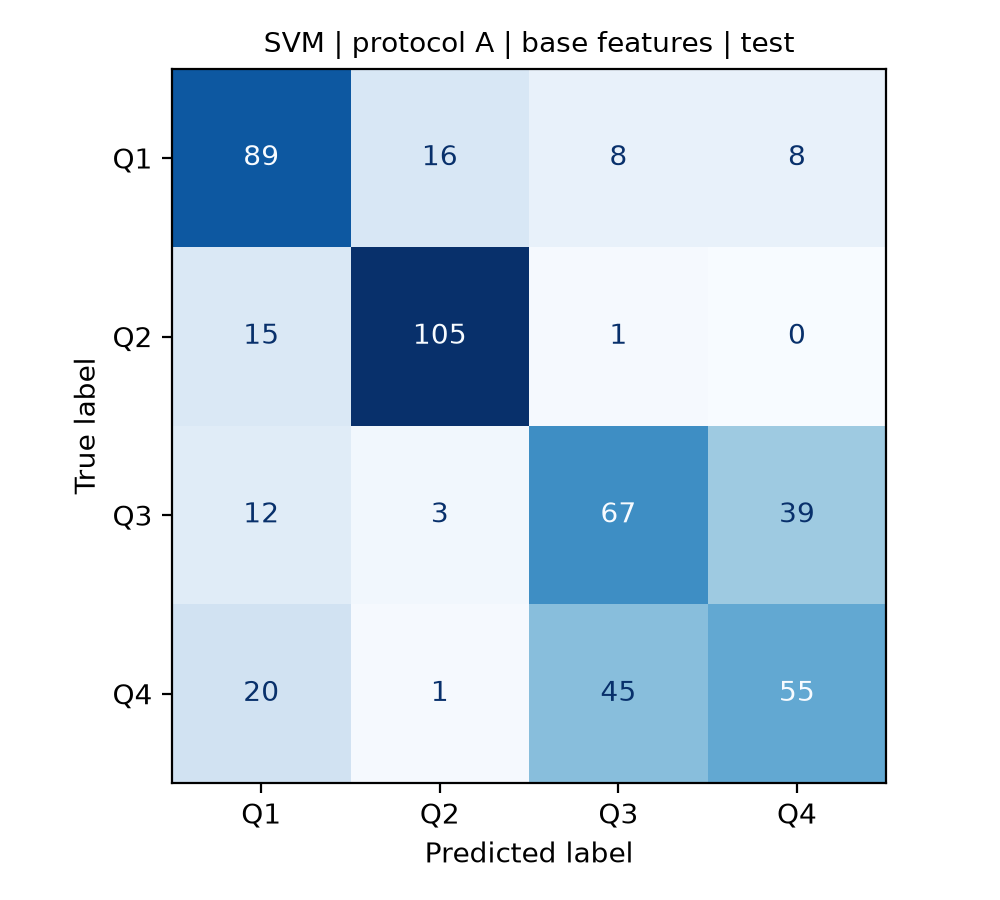 SVM | protocol A | base features | test
True label
Q1 89 16 8 8
Q2 15 105 1 0
Q3 12 3 67 39
Q4 20 1 45 55
Q1 Q2 Q3 Q4
Predicted label